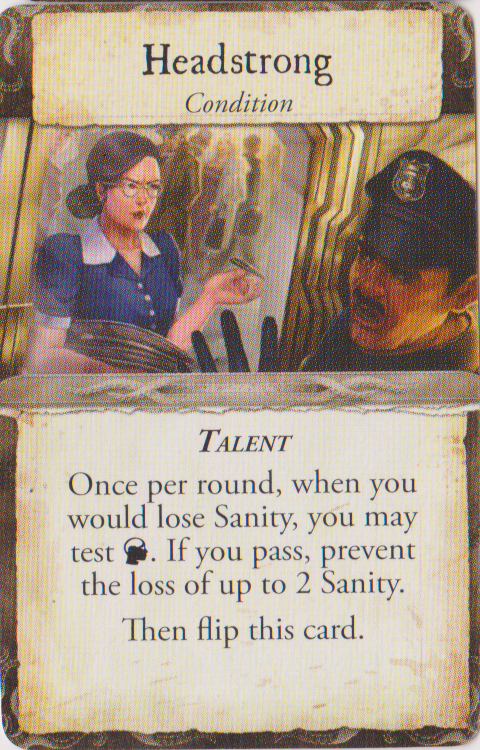 Headstrong
Condition
TALENT
Once per round, when you
would lose Sanity, you may
test . If you pass, prevent
the loss of up to 2 Sanity.
Then flip this card.